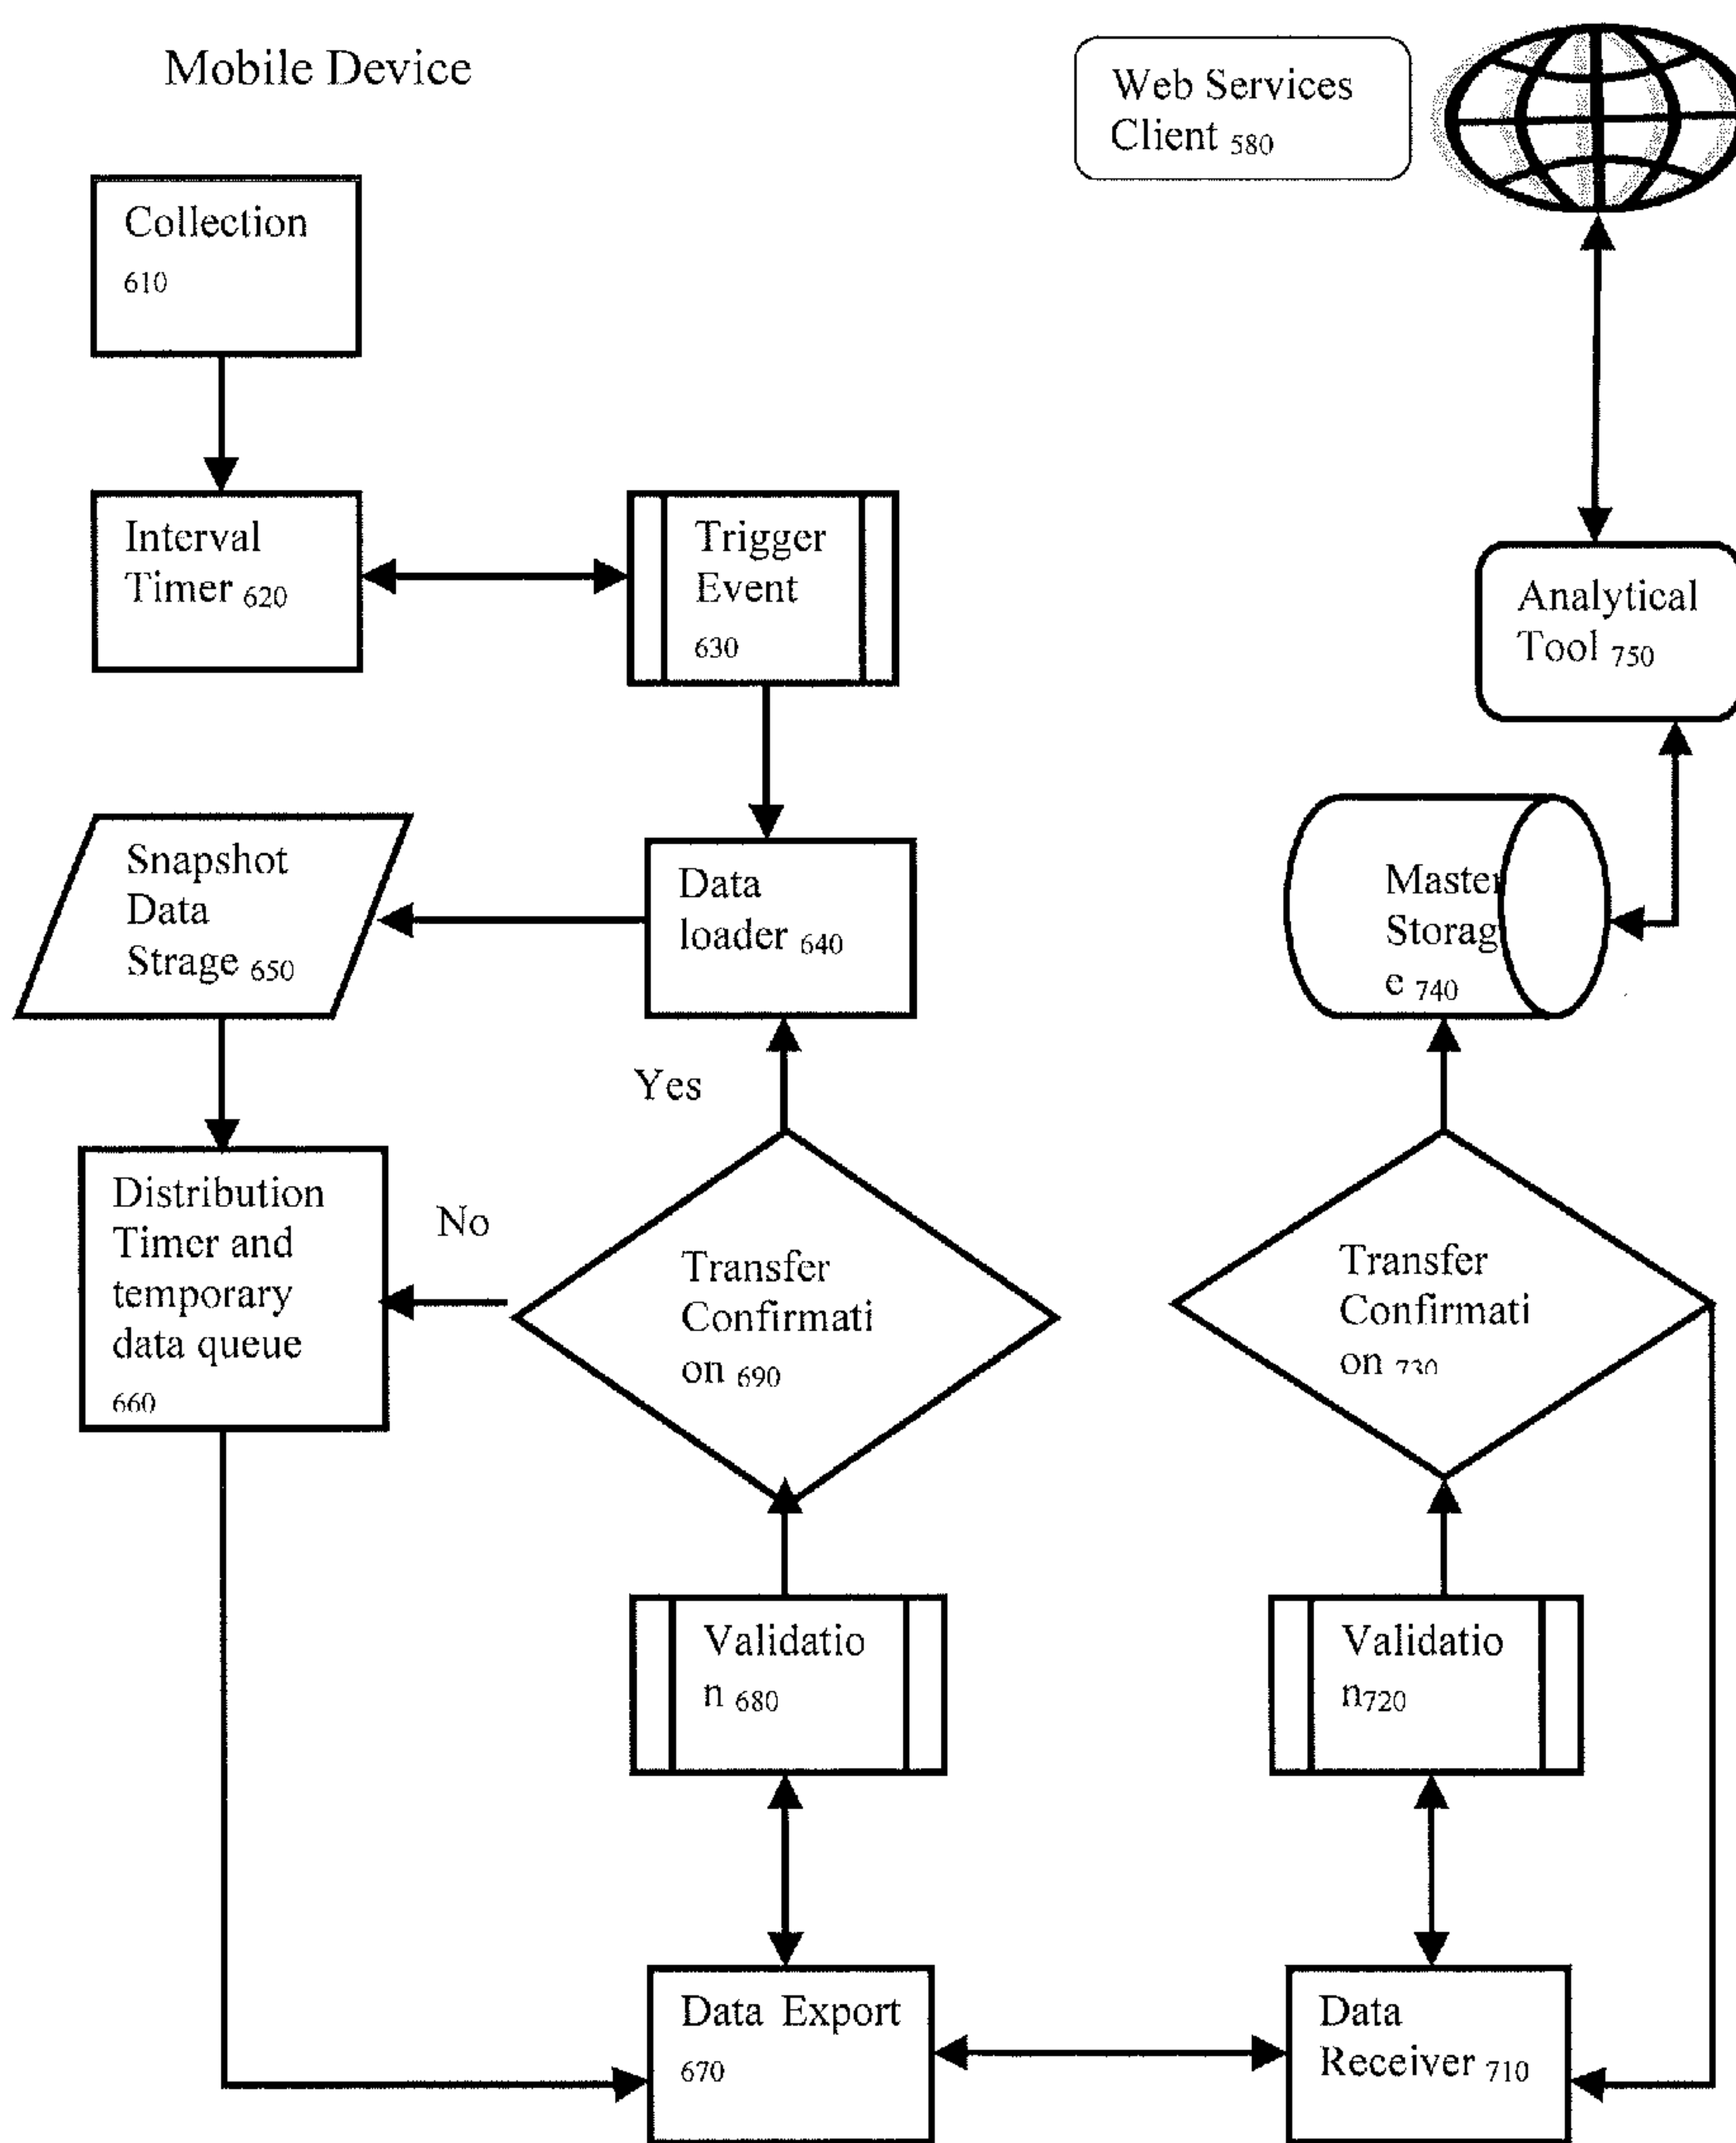 Mobile Device
Web Services
Client 580
Collection
610
Interval
Timer 620
Trigger
Event
630
Analytical
Tool 750
Snapshot
Data
Strage 650
Data
loader 640
Master
Storag
e 740
Yes
No
Distribution
Timer and
temporary
data queue
660
Transfer
Confirmati
on 690
Transfer
Confirmati
on 730
Validatio
n 680
Validatio
n720
Data Export
670
Data
Receiver 710